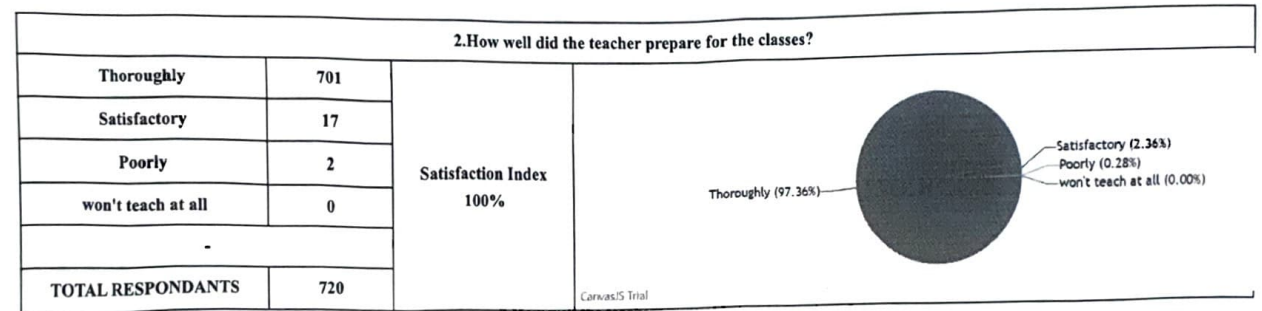 2.How well did the teacher prepare for the classes?
Thoroughly 701
Satisfactory 17
Poorly 2
won't teach at all 0
-
TOTAL RESPONDANTS 720
Satisfaction Index
100%
Thoroughly (97.36%)
Satisfactory (2.36%)
Poorly (0.28%)
won't teach at all (0.00%)
CanvasJS Trial